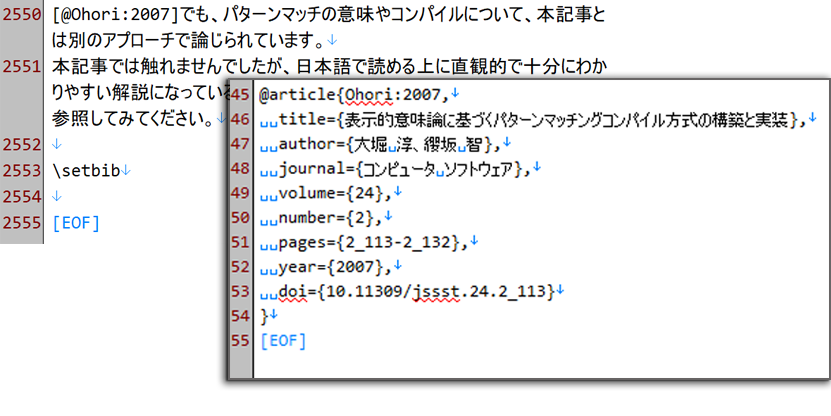 2550 [@Ohori:2007]でも、パターンマッチの意味やコンパイルについて、本記事と
は別のアプローチで論じられています。↓
2551 本記事では触れませんでしたが、日本語で読める上に直観的で十分にわか
りやすい解説になっている
参照してみてください。↓
2552 ↓
2553 \setbib↓
2554 ↓
2555 [EOF]
45 @article{Ohori:2007,↓
46 ␣␣title={表示的意味論に基づくパターンマッチングコンパイル方式の構築と実装},↓
47 ␣␣author={大堀␣淳、纓坂␣智},↓
48 ␣␣journal={コンピュータ␣ソフトウェア},↓
49 ␣␣volume={24},↓
50 ␣␣number={2},↓
51 ␣␣pages={2_113-2_132},↓
52 ␣␣year={2007},↓
53 ␣␣doi={10.11309/jssst.24.2_113}↓
54 }↓
55 [EOF]